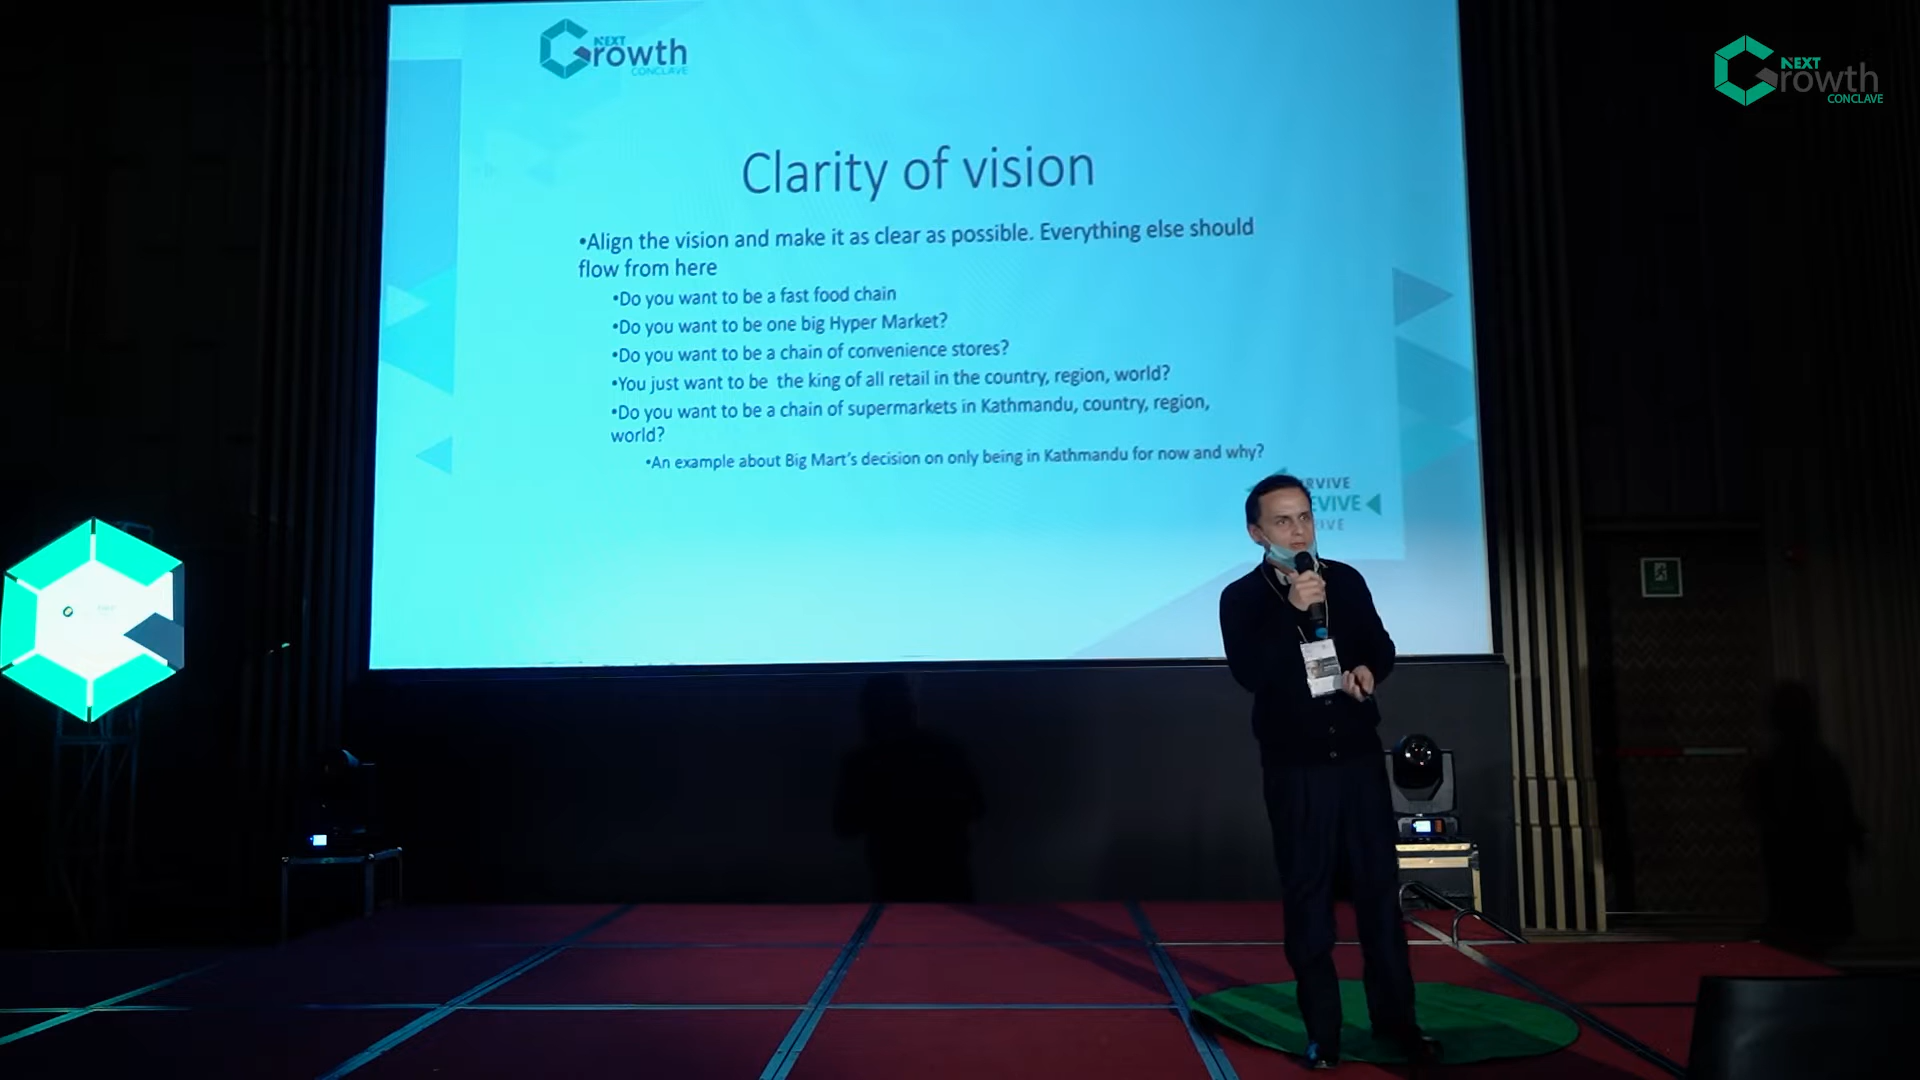 NEXT
Growth
CONCLAVE
NEXT
Growth
CONCLAVE
Clarity of vision
•Align the vision and make it as clear as possible. Everything else should
flow from here
•Do you want to be a fast food chain
•Do you want to be one big Hyper Market?
•Do you want to be a chain of convenience stores?
•You just want to be the king of all retail in the country, region, world?
•Do you want to be a chain of supermarkets in Kathmandu, country, region,
world?
•An example about Big Mart's decision on only being in Kathmandu for now and why?
RVIVE
EVIVE